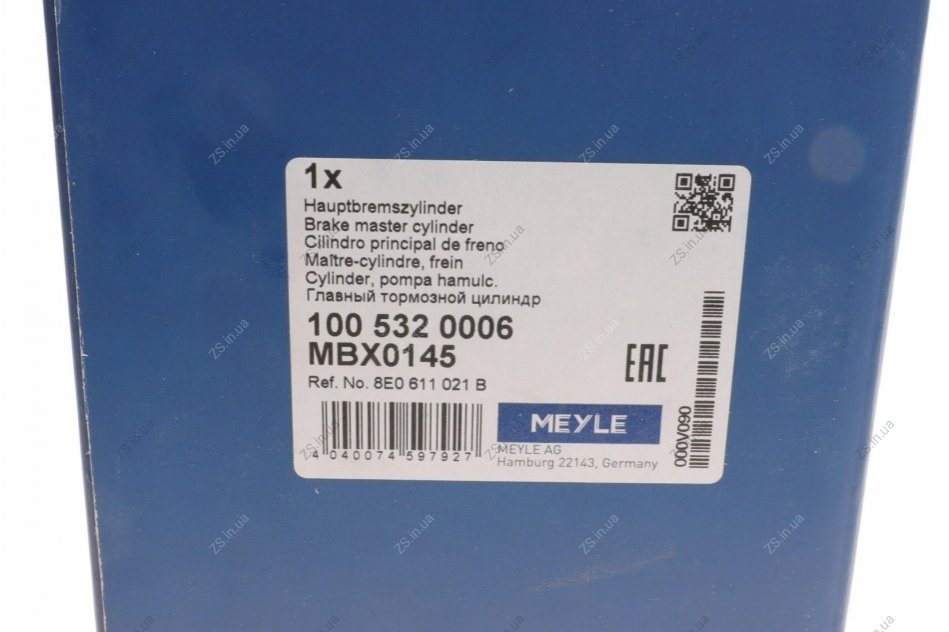 1x
Hauptbremszylinder
Brake master cylinder
Cilindro principal de freno
Maître-cylindre, frein
Cylinder, pompa hamulc.
Главный тормозной цилиндр
100 532 0006
MBX0145
Ref. No. 8E0 611 021 B
EAC
4 040074 597927
MEYLE
MEYLE AG
Hamburg 22143, Germany
000V090
ZS.in.ua